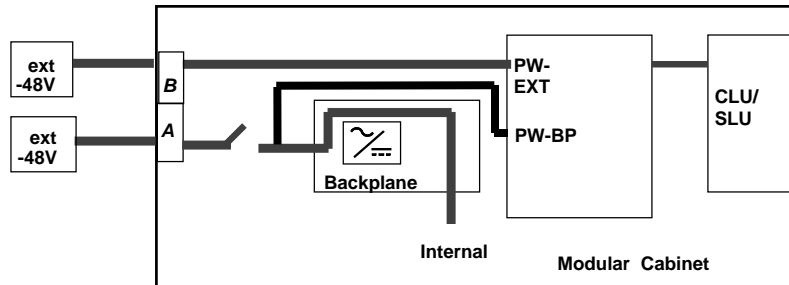 ext
-48V
B
PW-
EXT
CLU/
SLU
ext
-48V
A
PW-BP
Backplane
Internal
Modular Cabinet